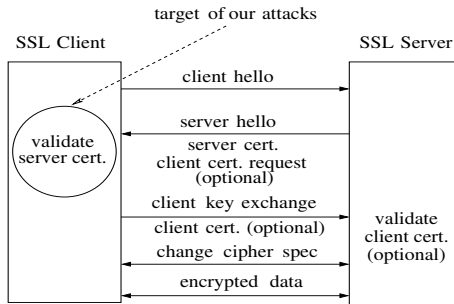 target of our attacks
SSL Client
SSL Server
client hello
validate
server cert.
server hello
server cert.
client cert. request
(optional)
client key exchange
client cert. (optional)
change cipher spec
encrypted data
validate
client cert.
(optional)